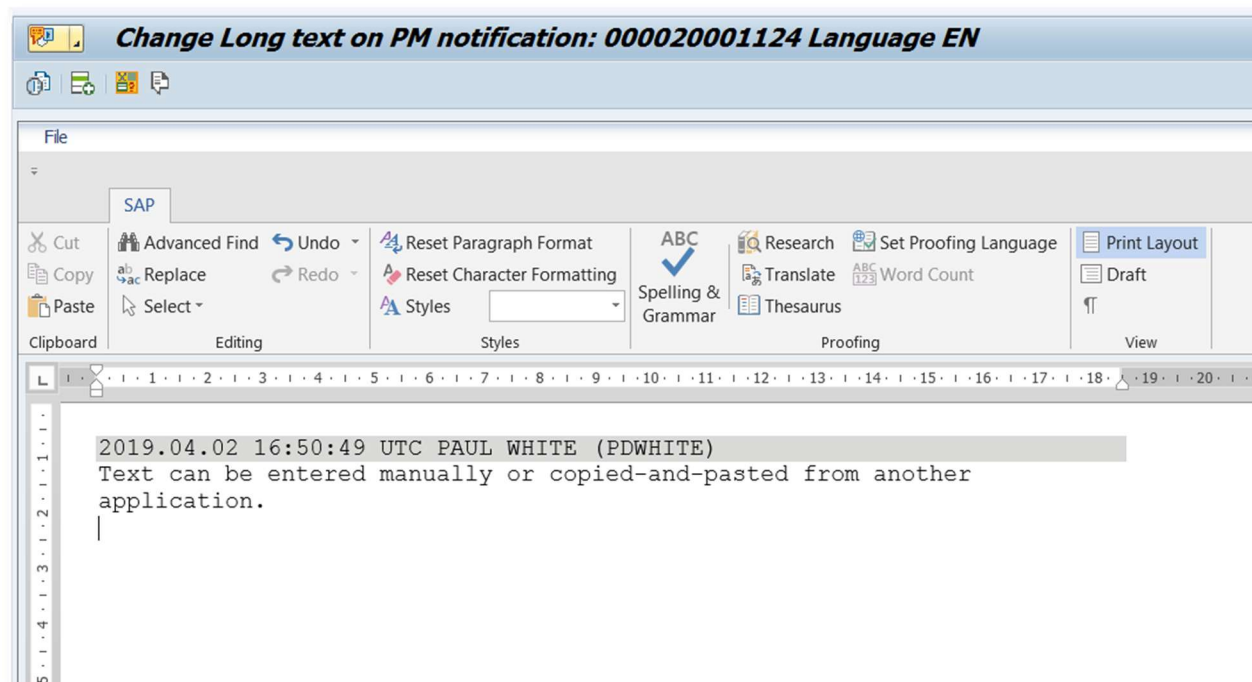 Change Long text on PM notification: 000020001124 Language EN
File
SAP
Cut
Copy
Paste
Clipboard
Advanced Find
Replace
Select
Undo
Redo
Editing
Reset Paragraph Format
Reset Character Formatting
Styles
Styles
ABC
Spelling &
Grammar
Research
Translate
Thesaurus
Set Proofing Language
ABC
123
Word Count
Proofing
Print Layout
Draft
¶
View
L
1 2 3 4 5 6 7 8 9 10 11 12 13 14 15 16 17 18 19 20
2019.04.02 16:50:49 UTC PAUL WHITE (PDWHITE)
Text can be entered manually or copied-and-pasted from another
application.
1
2
3
4
5